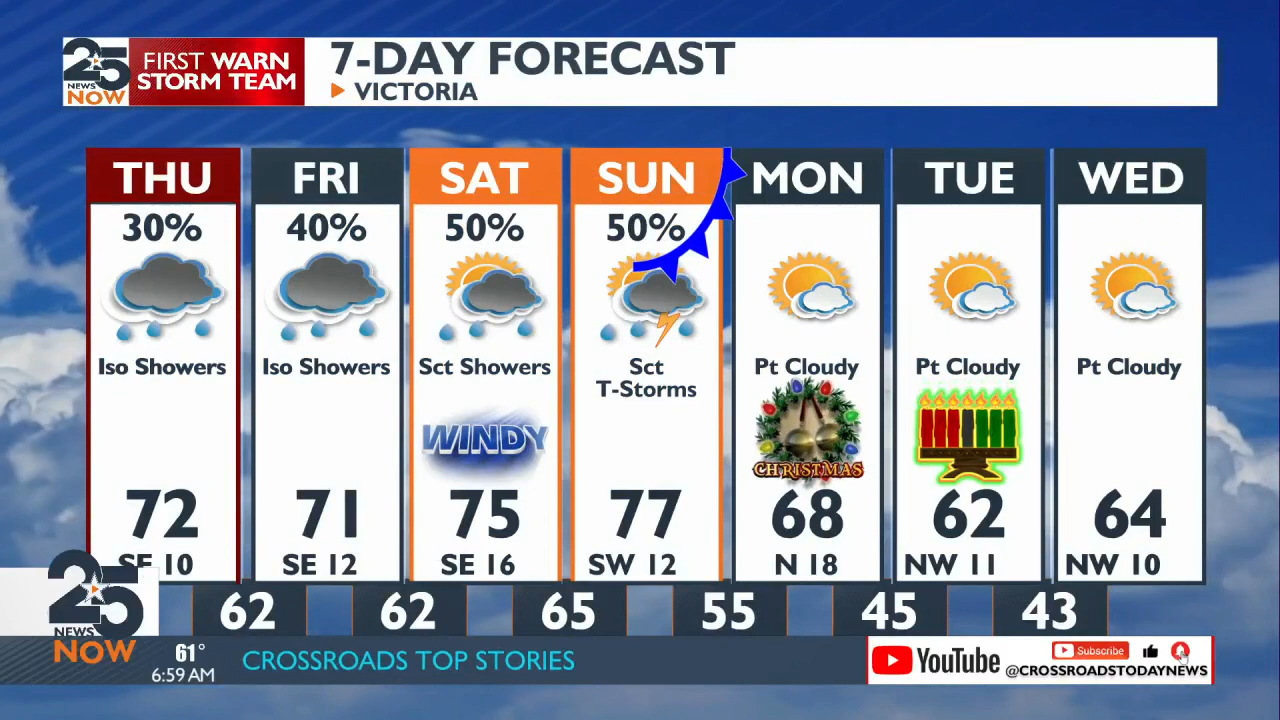 25
NEWS
NOW
FIRST WARN
STORM TEAM
7-DAY FORECAST
VICTORIA
THU FRI SAT SUN MON TUE WED
30% 40% 50% 50%
Iso Showers Iso Showers Sct Showers Sct T-Storms Pt Cloudy Pt Cloudy Pt Cloudy
WINDY
CHRISTMAS
72 71 75 77 68 62 64
SE 10 SE 12 SE 16 SW 12 N 18 NW 11 NW 10
62 62 65 55 45 43
25
NEWS
NOW
61°
6:59 AM
CROSSROADS TOP STORIES
YouTube
Subscribe
@CROSSROADSTODAYNEWS